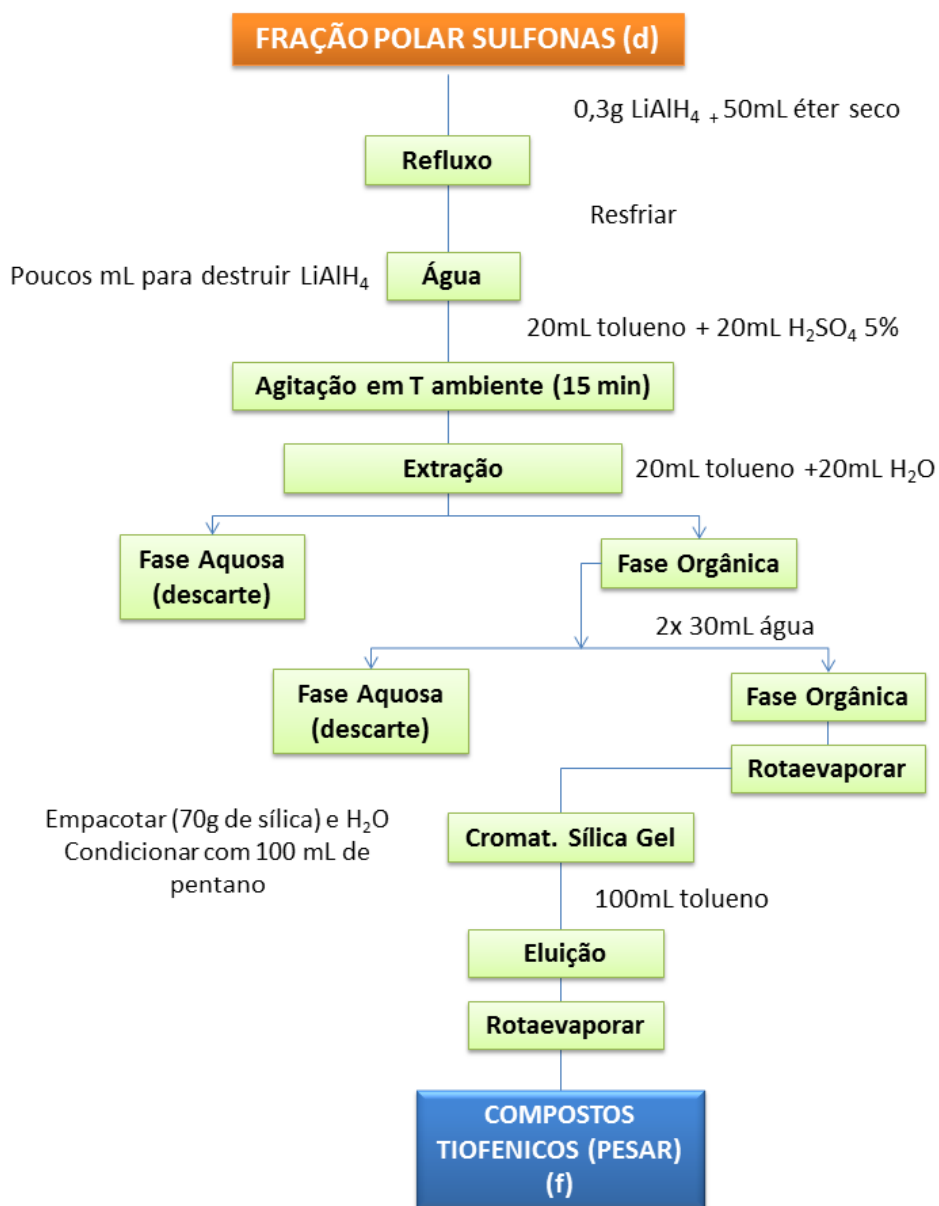 FRAÇÃO POLAR SULFONAS (d)
0,3g LiAlH₄ + 50mL éter seco
Refluxo
Resfriar
Poucos mL para destruir LiAlH₄
Água
20mL tolueno + 20mL H₂SO₄ 5%
Agitação em T ambiente (15 min)
Extração
20mL tolueno +20mL H₂O
Fase Aquosa
(descarte)
Fase Orgânica
2x 30mL água
Fase Aquosa
(descarte)
Fase Orgânica
Rotaevaporar
Empacotar (70g de sílica) e H₂O
Condicionar com 100 mL de
pentano
Cromat. Sílica Gel
100mL tolueno
Eluição
Rotaevaporar
COMPOSTOS
TIOFENICOS (PESAR)
(f)